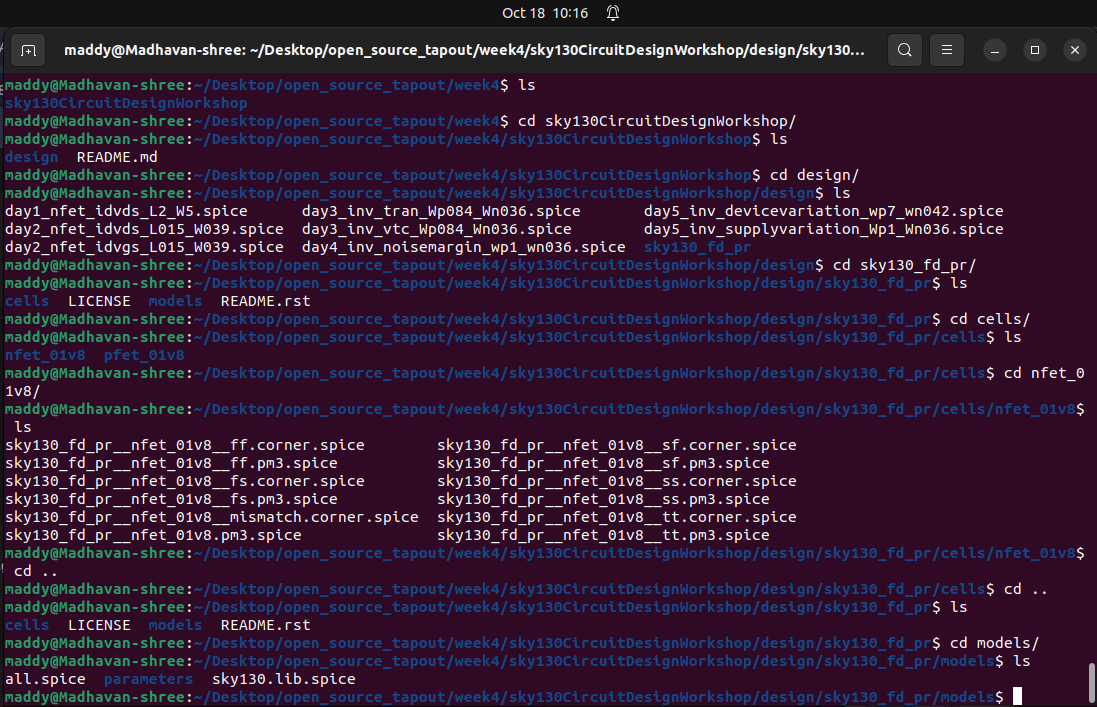 Oct 18 10:16
maddy@Madhavan-shree: ~/Desktop/open_source_tapout/week4/sky130CircuitDesignWorkshop/design/sky130...
maddy@Madhavan-shree:~/Desktop/open_source_tapout/week4$ ls
sky130CircuitDesignWorkshop
maddy@Madhavan-shree:~/Desktop/open_source_tapout/week4$ cd sky130CircuitDesignWorkshop/
maddy@Madhavan-shree:~/Desktop/open_source_tapout/week4/sky130CircuitDesignWorkshop$ ls
design  README.md
maddy@Madhavan-shree:~/Desktop/open_source_tapout/week4/sky130CircuitDesignWorkshop$ cd design/
maddy@Madhavan-shree:~/Desktop/open_source_tapout/week4/sky130CircuitDesignWorkshop/design$ ls
day1_nfet_idvds_L2_W5.spice      day3_inv_tran_Wp084_Wn036.spice       day5_inv_devicevariation_wp7_wn042.spice
day2_nfet_idvds_L015_W039.spice  day3_inv_vtc_Wp084_Wn036.spice        day5_inv_supplyvariation_Wp1_Wn036.spice
day2_nfet_idvgs_L015_W039.spice  day4_inv_noisemargin_wp1_wn036.spice  sky130_fd_pr
maddy@Madhavan-shree:~/Desktop/open_source_tapout/week4/sky130CircuitDesignWorkshop/design$ cd sky130_fd_pr/
maddy@Madhavan-shree:~/Desktop/open_source_tapout/week4/sky130CircuitDesignWorkshop/design/sky130_fd_pr$ ls
cells  LICENSE  models  README.rst
maddy@Madhavan-shree:~/Desktop/open_source_tapout/week4/sky130CircuitDesignWorkshop/design/sky130_fd_pr$ cd cells/
maddy@Madhavan-shree:~/Desktop/open_source_tapout/week4/sky130CircuitDesignWorkshop/design/sky130_fd_pr/cells$ ls
nfet_01v8  pfet_01v8
maddy@Madhavan-shree:~/Desktop/open_source_tapout/week4/sky130CircuitDesignWorkshop/design/sky130_fd_pr/cells$ cd nfet_0
1v8/
maddy@Madhavan-shree:~/Desktop/open_source_tapout/week4/sky130CircuitDesignWorkshop/design/sky130_fd_pr/cells/nfet_01v8$
 ls
sky130_fd_pr__nfet_01v8__ff.corner.spice        sky130_fd_pr__nfet_01v8__sf.corner.spice
sky130_fd_pr__nfet_01v8__ff.pm3.spice           sky130_fd_pr__nfet_01v8__sf.pm3.spice
sky130_fd_pr__nfet_01v8__fs.corner.spice        sky130_fd_pr__nfet_01v8__ss.corner.spice
sky130_fd_pr__nfet_01v8__fs.pm3.spice           sky130_fd_pr__nfet_01v8__ss.pm3.spice
sky130_fd_pr__nfet_01v8__mismatch.corner.spice  sky130_fd_pr__nfet_01v8__tt.corner.spice
sky130_fd_pr__nfet_01v8.pm3.spice               sky130_fd_pr__nfet_01v8__tt.pm3.spice
maddy@Madhavan-shree:~/Desktop/open_source_tapout/week4/sky130CircuitDesignWorkshop/design/sky130_fd_pr/cells/nfet_01v8$
 cd ..
maddy@Madhavan-shree:~/Desktop/open_source_tapout/week4/sky130CircuitDesignWorkshop/design/sky130_fd_pr/cells$ cd ..
maddy@Madhavan-shree:~/Desktop/open_source_tapout/week4/sky130CircuitDesignWorkshop/design/sky130_fd_pr$ ls
cells  LICENSE  models  README.rst
maddy@Madhavan-shree:~/Desktop/open_source_tapout/week4/sky130CircuitDesignWorkshop/design/sky130_fd_pr$ cd models/
maddy@Madhavan-shree:~/Desktop/open_source_tapout/week4/sky130CircuitDesignWorkshop/design/sky130_fd_pr/models$ ls
all.spice  parameters  sky130.lib.spice
maddy@Madhavan-shree:~/Desktop/open_source_tapout/week4/sky130CircuitDesignWorkshop/design/sky130_fd_pr/models$